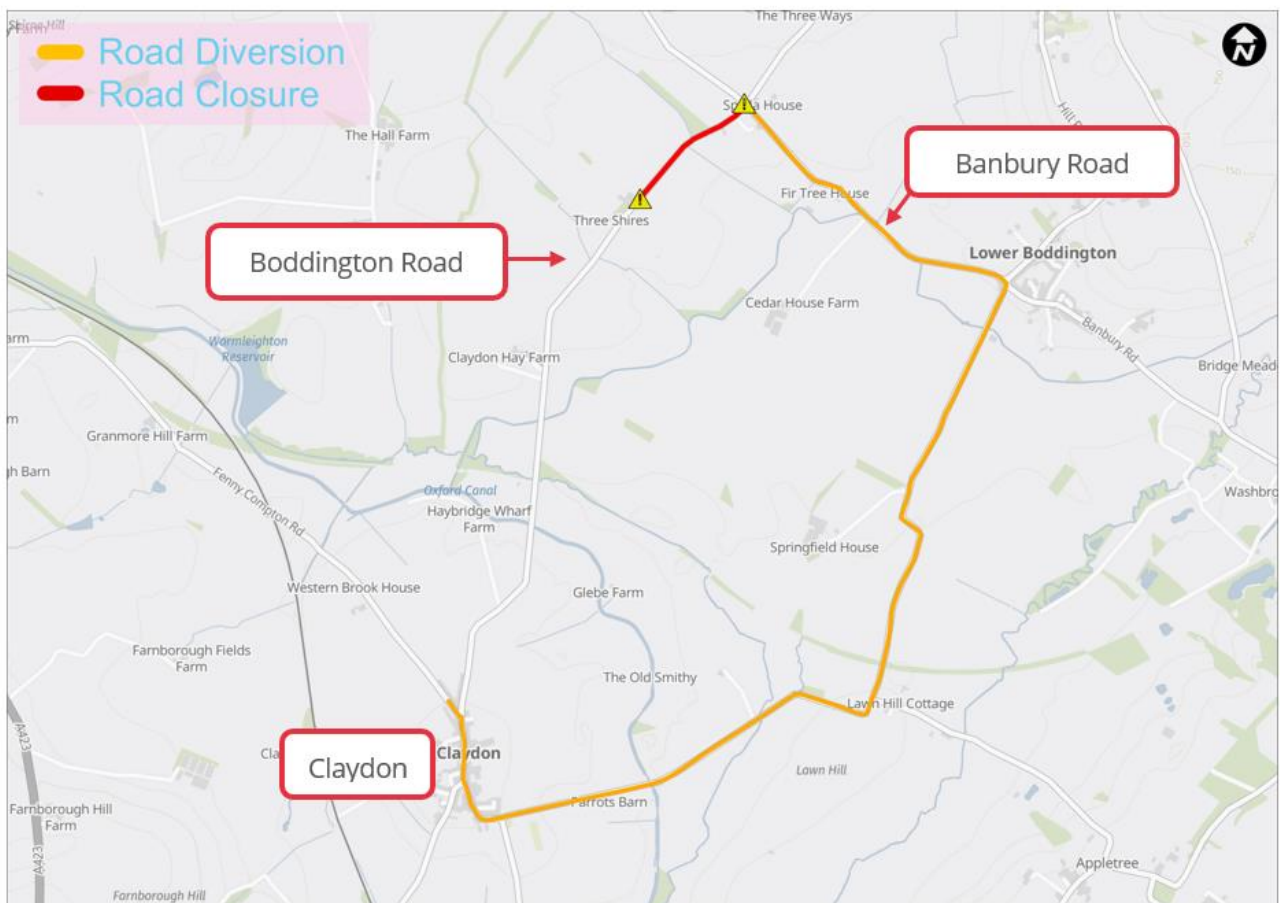 The Three Ways
N
Road Diversion
Road Closure
The Hall Farm
Banbury Road
Fir Tree House
Three Shires
Boddington Road
Lower Boddington
Cedar House Farm
Banbury Rd
Wormleighton
Reservoir
Claydon Hay Farm
Bridge Mead
Granmore Hill Farm
Fenny Compton Rd
Oxford Canal
Haybridge Wharf
Farm
Springfield House
Western Brook House
Glebe Farm
Farnborough Fields
Farm
The Old Smithy
Lawn Hill Cottage
A423
Claydon
Claydon
Lawn Hill
Parrots Barn
Farnborough Hill
Farm
A423
Appletree
Farnborough Hill